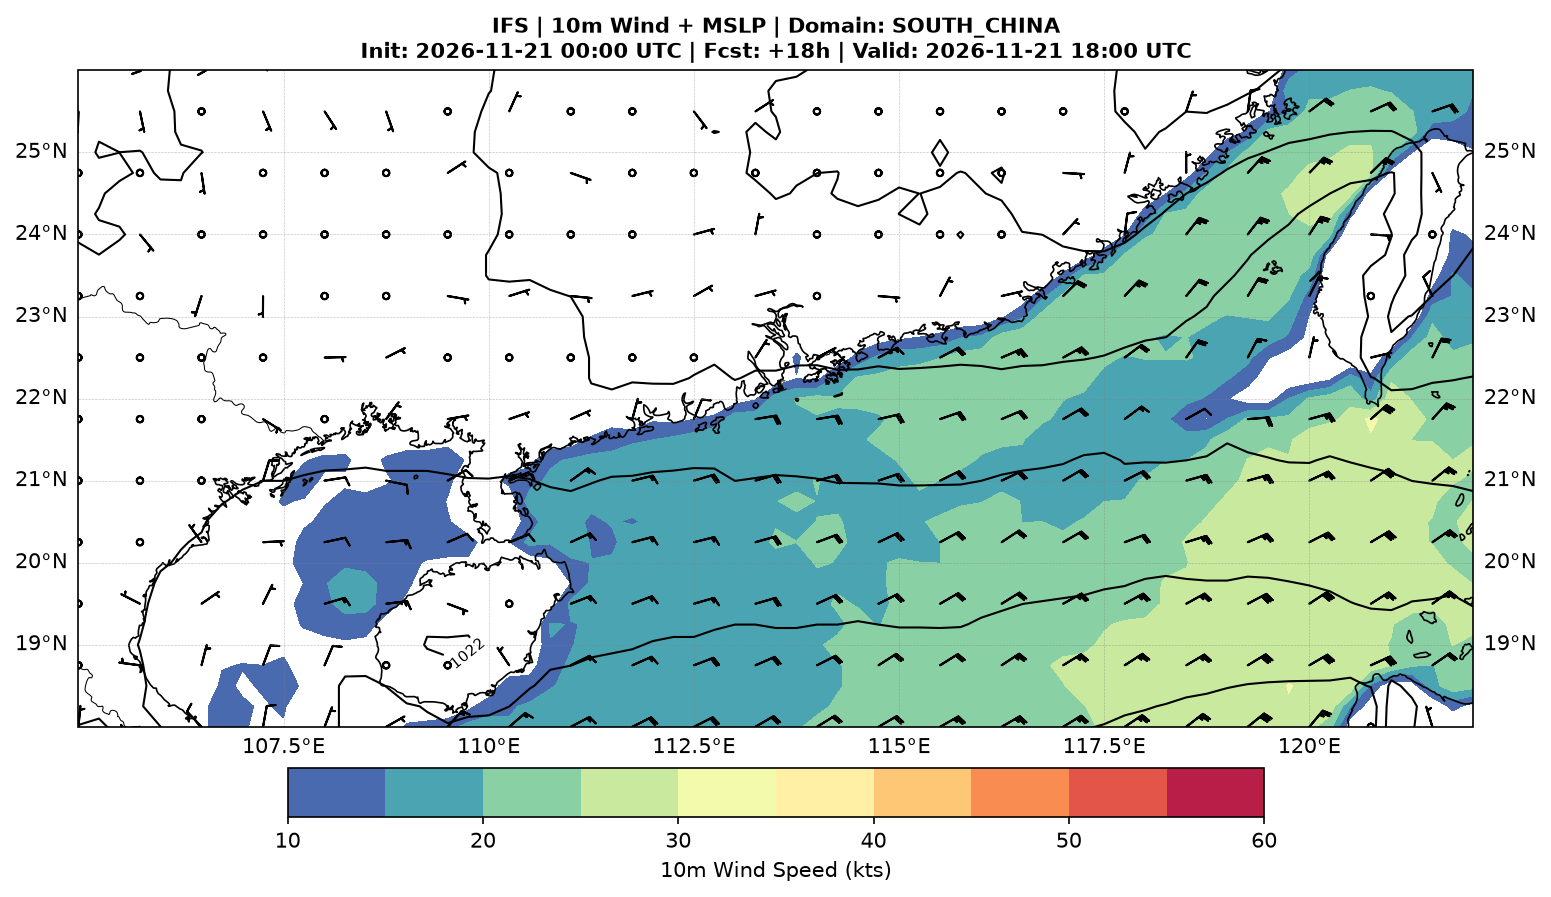 IFS | 10m Wind + MSLP | Domain: SOUTH_CHINA
Init: 2026-11-21 00:00 UTC | Fcst: +18h | Valid: 2026-11-21 18:00 UTC
25°N 25°N
24°N 24°N
23°N 23°N
22°N 22°N
21°N 21°N
20°N 20°N
19°N 19°N
1022
107.5°E 110°E 112.5°E 115°E 117.5°E 120°E
10 20 30 40 50 60
10m Wind Speed (kts)